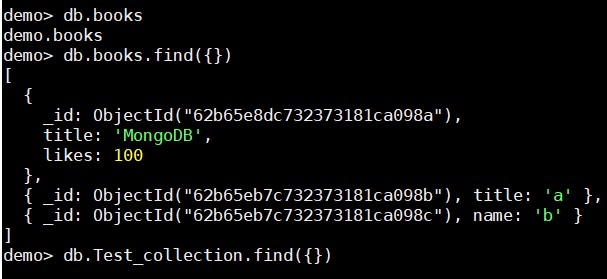 demo> db.books
demo.books
demo> db.books.find({})
[
  {
    _id: ObjectId("62b65e8dc732373181ca098a"),
    title: 'MongoDB',
    likes: 100
  },
  { _id: ObjectId("62b65eb7c732373181ca098b"), title: 'a' },
  { _id: ObjectId("62b65eb7c732373181ca098c"), name: 'b' }
]
demo> db.Test_collection.find({})